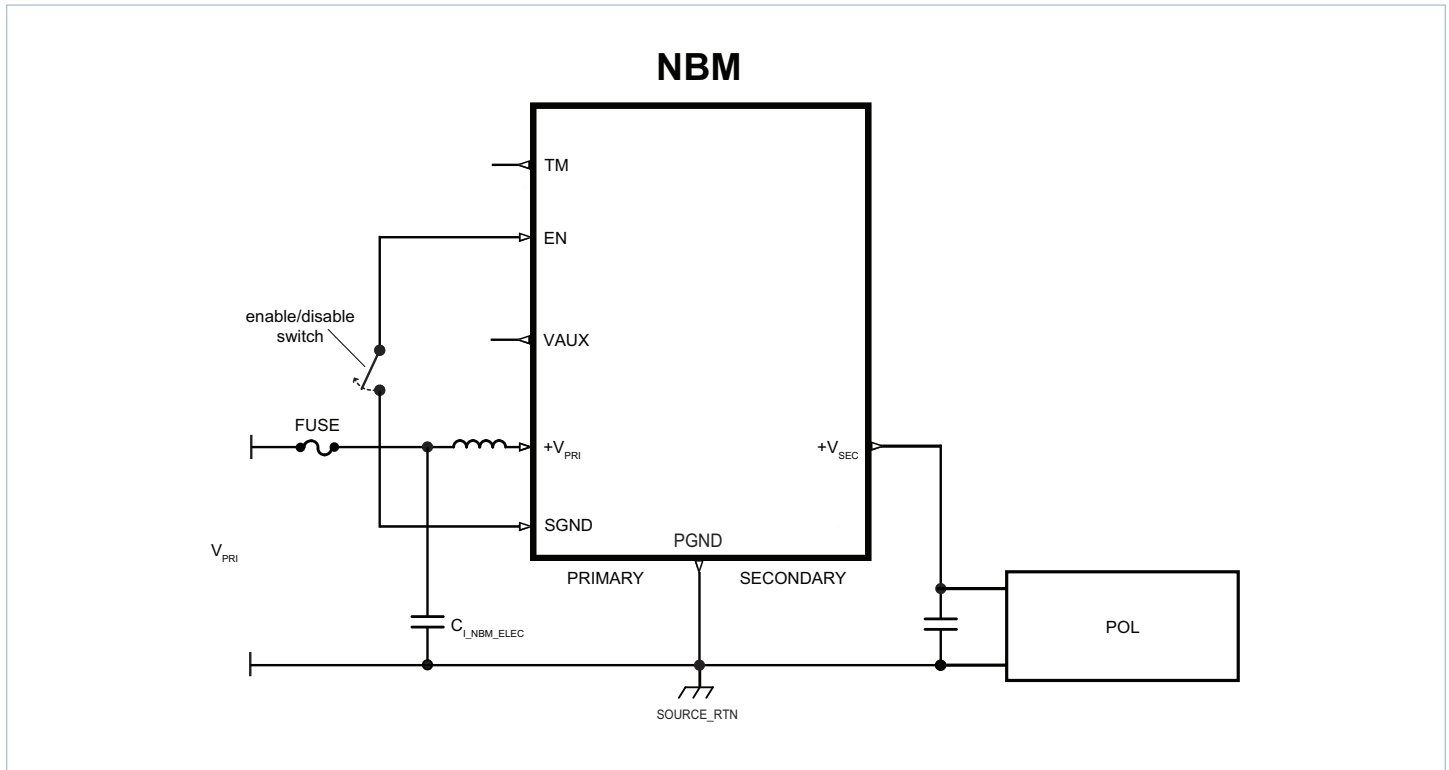 NBM
TM
EN
enable/disable
switch
VAUX
FUSE
+VPRI
+VSEC
SGND
PGND
VPRI
PRIMARY
SECONDARY
CI_NBM_ELEC
POL
SOURCE_RTN